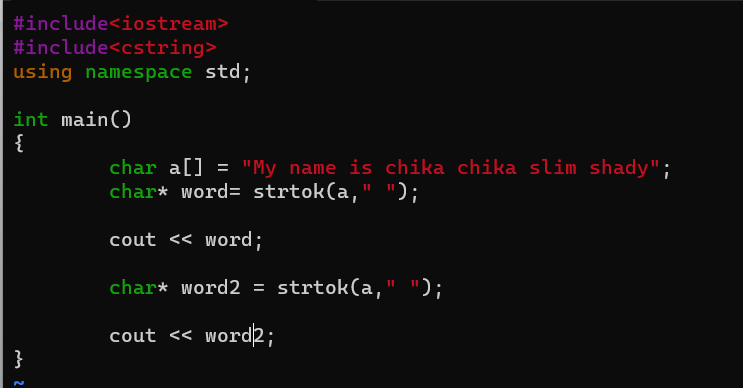 #include<iostream>
#include<cstring>
using namespace std;
int main()
{
char a[] = "My name is chika chika slim shady";
char* word= strtok(a," ");
cout << word;
char* word2 = strtok(a," ");
cout << word2;
}
~